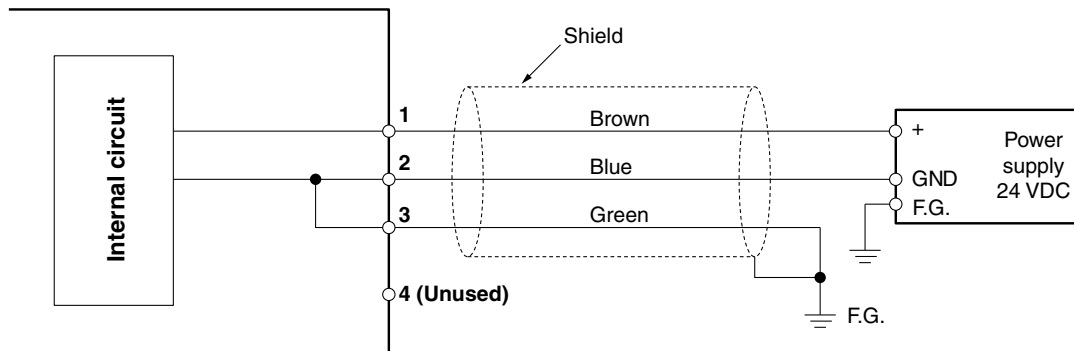 Shield
Internal circuit
1
Brown
+
Power
supply
24 VDC
2
Blue
GND
3
Green
F.G.
4 (Unused)
F.G.